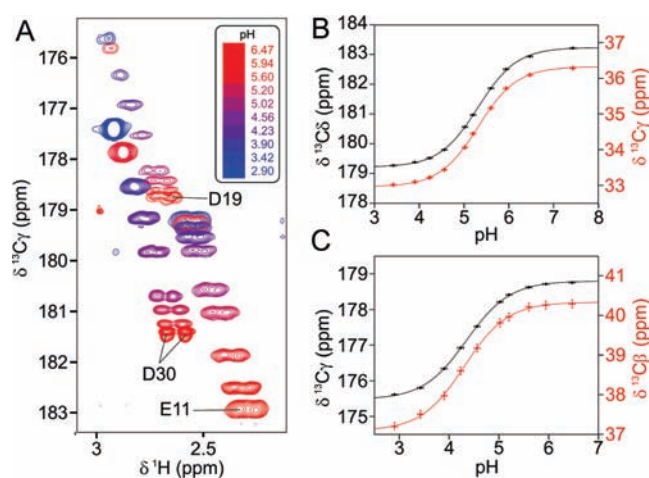 A
pH
6.47
5.94
5.60
5.20
5.02
4.56
4.23
3.90
3.42
2.90
176
177
178
179
180
181
182
183
δ ¹³Cγ (ppm)
3
2.5
δ ¹H (ppm)
D19
D30
E11
B
184
183
182
181
180
179
178
δ ¹³Cδ (ppm)
37
36
35
34
33
δ ¹³Cγ (ppm)
3 4 5 6 7 8
pH
C
179
178
177
176
175
δ ¹³Cγ (ppm)
41
40
39
38
37
δ ¹³Cβ (ppm)
3 4 5 6 7
pH